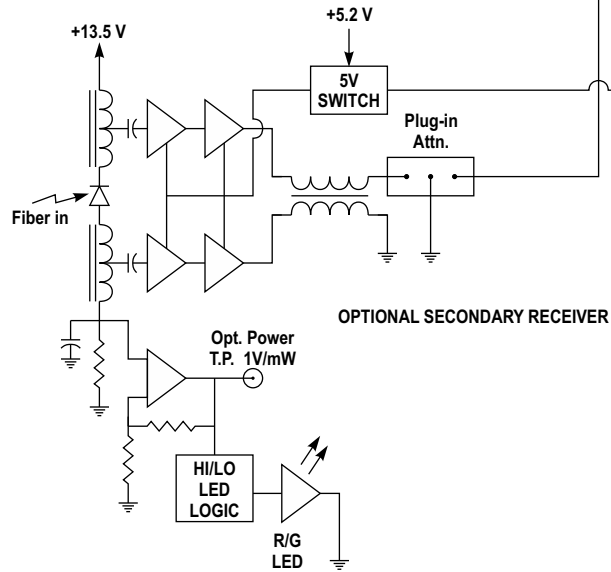 +5.2 V
+13.5 V
5V
SWITCH
Plug-in
Attn.
Fiber in
OPTIONAL SECONDARY RECEIVER
Opt. Power
T.P. 1V/mW
HI/LO
LED
LOGIC
R/G
LED